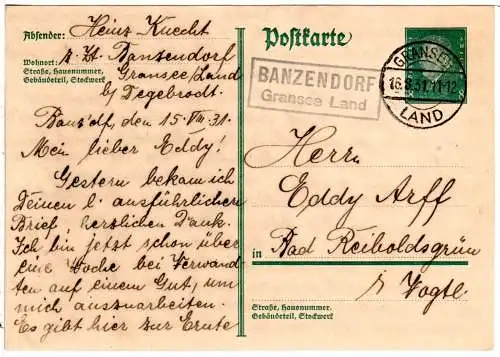 Absender: Heinz Knecht
Wohnort: z. Zt. Banzendorf
Straße, Hausnummer,
Gebäudeteil, Stockwerk
Gransee/Land
b/ Tegebrodt.
Banz'df, den 15. VIII. 31.
Mein lieber Eddy!
Gestern bekam ich
Deinen l. ausführlichen
Brief, herzlichen Dank.
Ich bin jetzt schon über
eine Woche bei Verwand-
ten auf einem Gut, um
mich auszuarbeiten.
Es gibt hier zur Ernte
Postkarte
BANZENDORF
Gransee Land
GRANSEE
16.8.31.11-12
LAND
Herrn
Eddy Arff
in Bad Reiboldsgrün
i/ Vogtl.
Straße, Hausnummer,
Gebäudeteil, Stockwerk